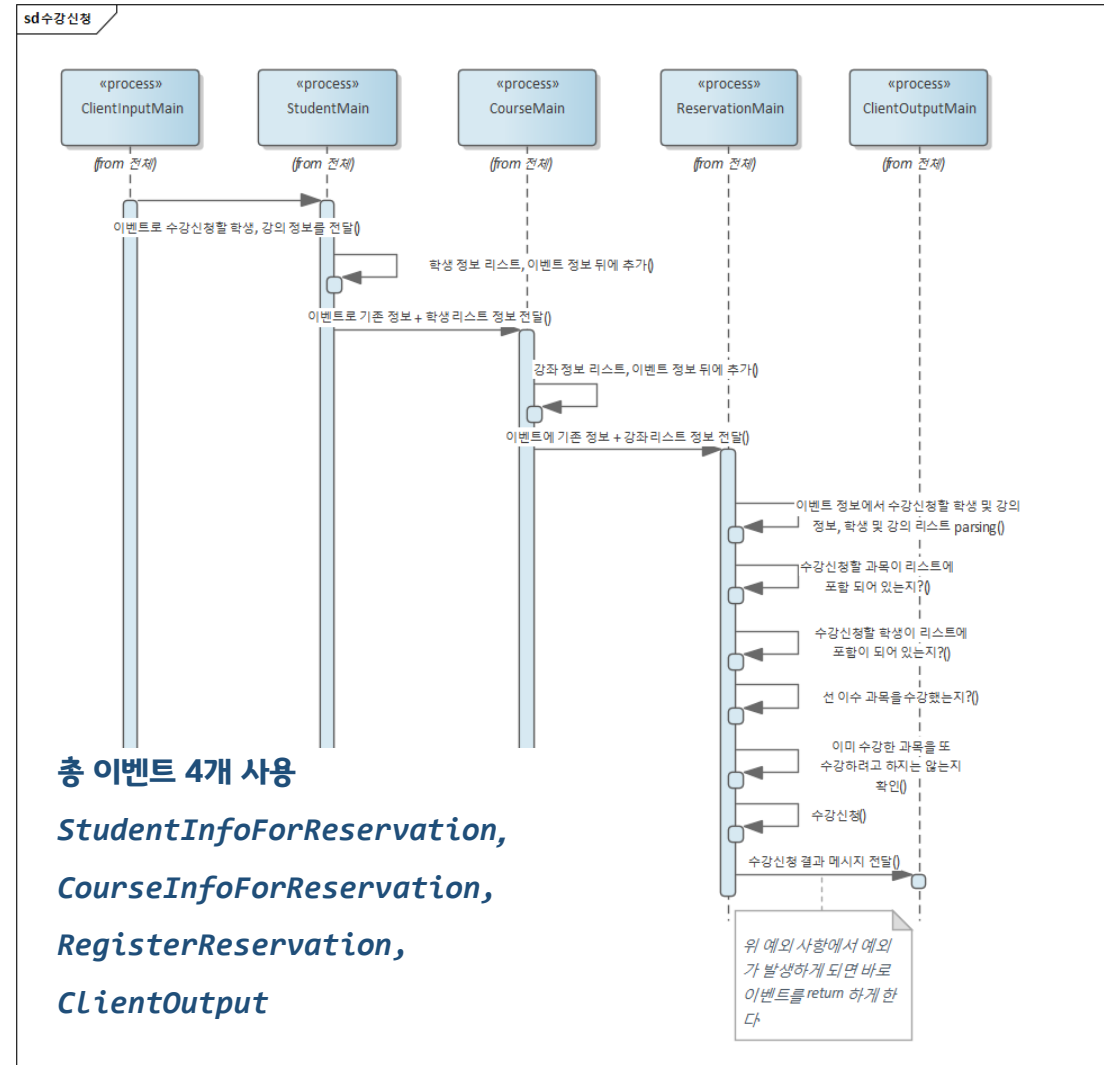 sd 수강신청
«process»
ClientInputMain
(from 전체)
«process»
StudentMain
(from 전체)
«process»
CourseMain
(from 전체)
«process»
ReservationMain
(from 전체)
«process»
ClientOutputMain
(from 전체)
이벤트로 수강신청할 학생, 강의 정보를 전달()
학생 정보 리스트, 이벤트 정보 뒤에 추가()
이벤트로 기존 정보 + 학생 리스트 정보 전달()
강좌 정보 리스트, 이벤트 정보 뒤에 추가()
이벤트에 기존 정보 + 강좌 리스트 정보 전달()
이벤트 정보에서 수강신청할 학생 및 강의
정보, 학생 및 강의 리스트 parsing()
수강신청할 과목이 리스트에
포함 되어 있는지?()
수강신청할 학생이 리스트에
포함이 되어 있는지?()
선 이수 과목을 수강했는지?()
이미 수강한 과목을 또
수강하려고 하지는 않는지
확인()
수강신청()
수강신청 결과 메시지 전달()
위 예외 사항에서 예외
가 발생하게 되면 바로
이벤트를 return 하게 한
다
총 이벤트 4개 사용
StudentInfoForReservation,
CourseInfoForReservation,
RegisterReservation,
ClientOutput